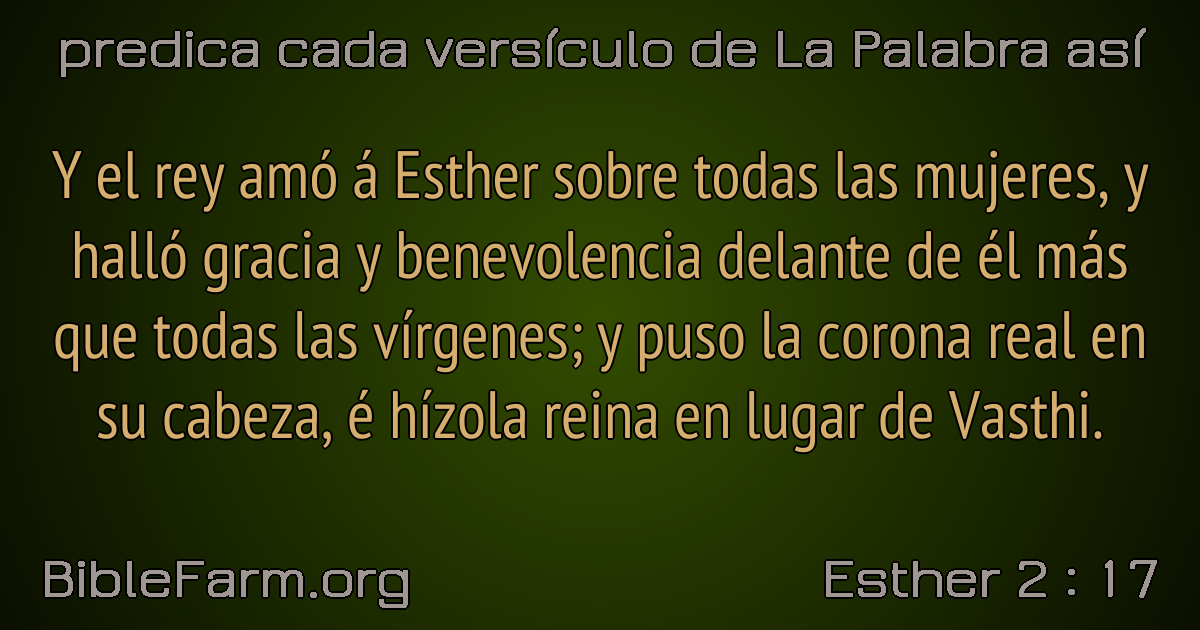 predica cada versículo de La Palabra así
Y el rey amó á Esther sobre todas las mujeres, y
halló gracia y benevolencia delante de él más
que todas las vírgenes; y puso la corona real en
su cabeza, é hízola reina en lugar de Vasthi.
BibleFarm.org
Esther 2 : 17